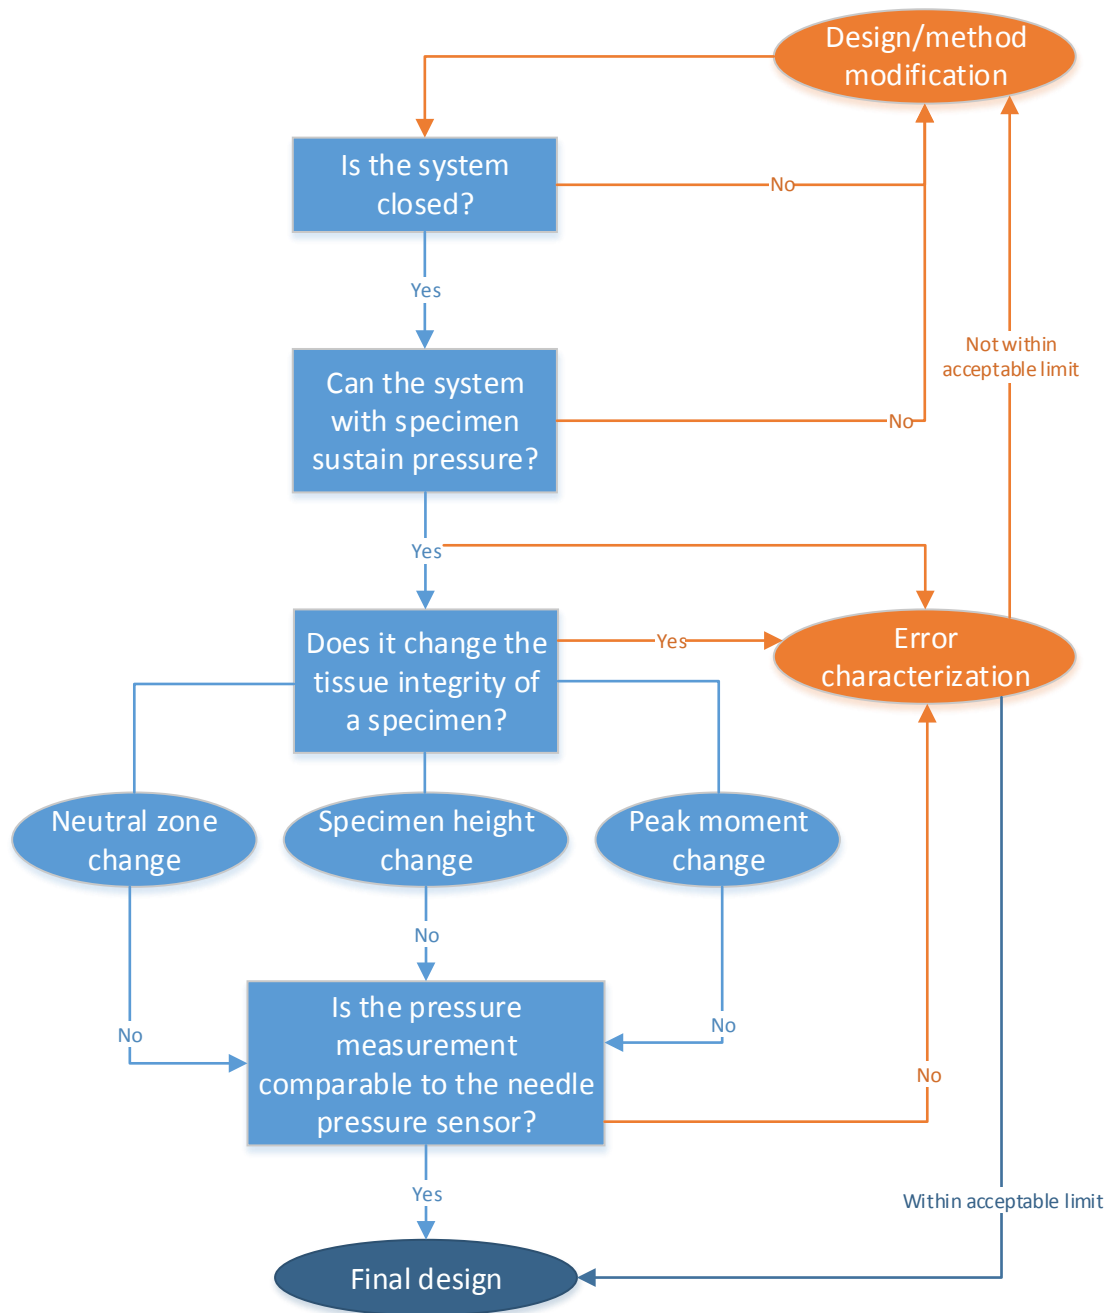 Design/method
modification
Is the system
closed?
No
Yes
Can the system
with specimen
sustain pressure?
Not within
acceptable limit
No
Yes
Does it change the
tissue integrity of
a specimen?
Yes
Error
characterization
Neutral zone
change
Specimen height
change
Peak moment
change
No
No
No
Is the pressure
measurement
comparable to the needle
pressure sensor?
No
Yes
Within acceptable limit
Final design